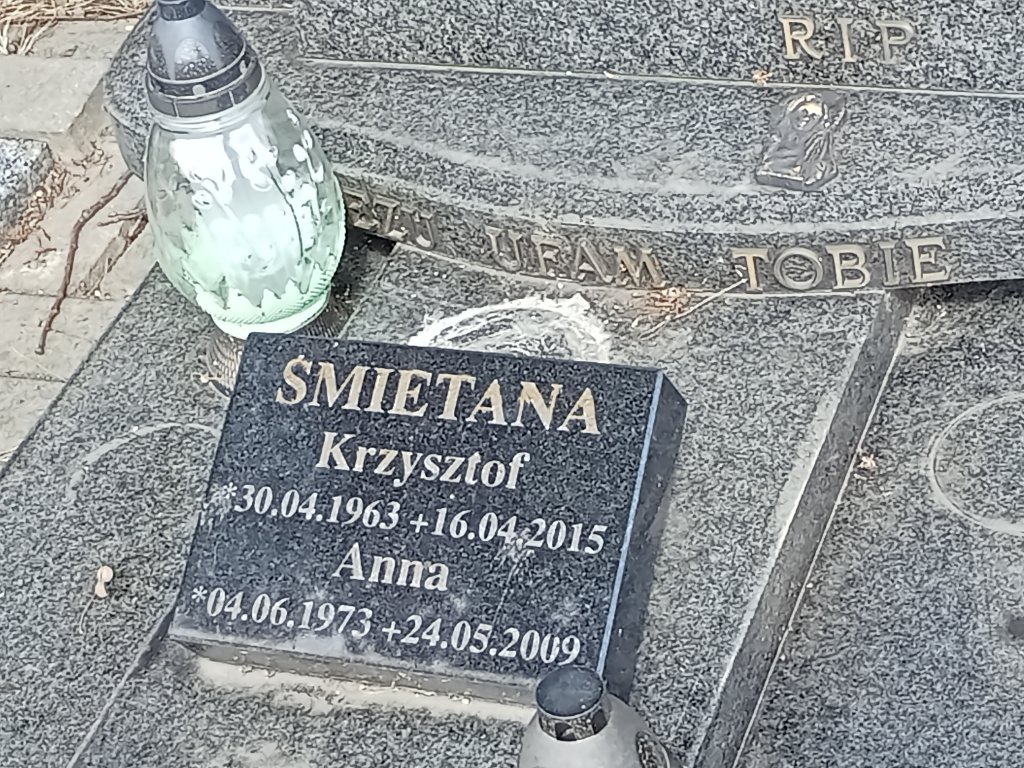 RIP
UFAM TOBIE
ŚMIETANA
Krzysztof
*30.04.1963 +16.04.2015
Anna
*04.06.1973 +24.05.2009